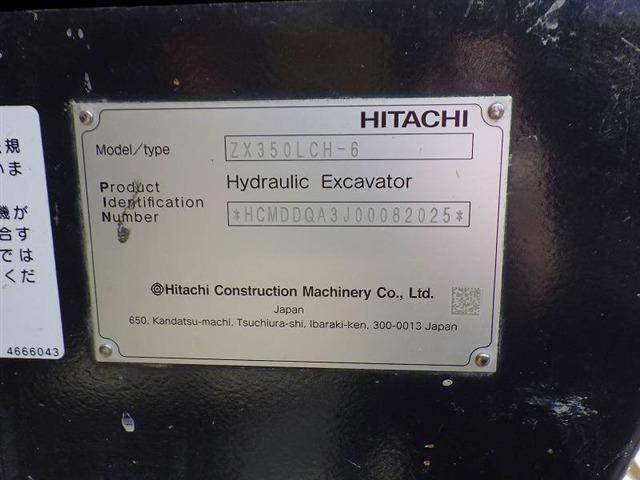 HITACHI
Model/type ZX350LCH-6
Product Identification Number
Hydraulic Excavator
*HCMDDQA3J00082025*
Hitachi Construction Machinery Co., Ltd.
Japan
650, Kandatsu-machi, Tsuchiura-shi, Ibaraki-ken, 300-0013 Japan
規
いま
機が
合す
では
くだ
4666043